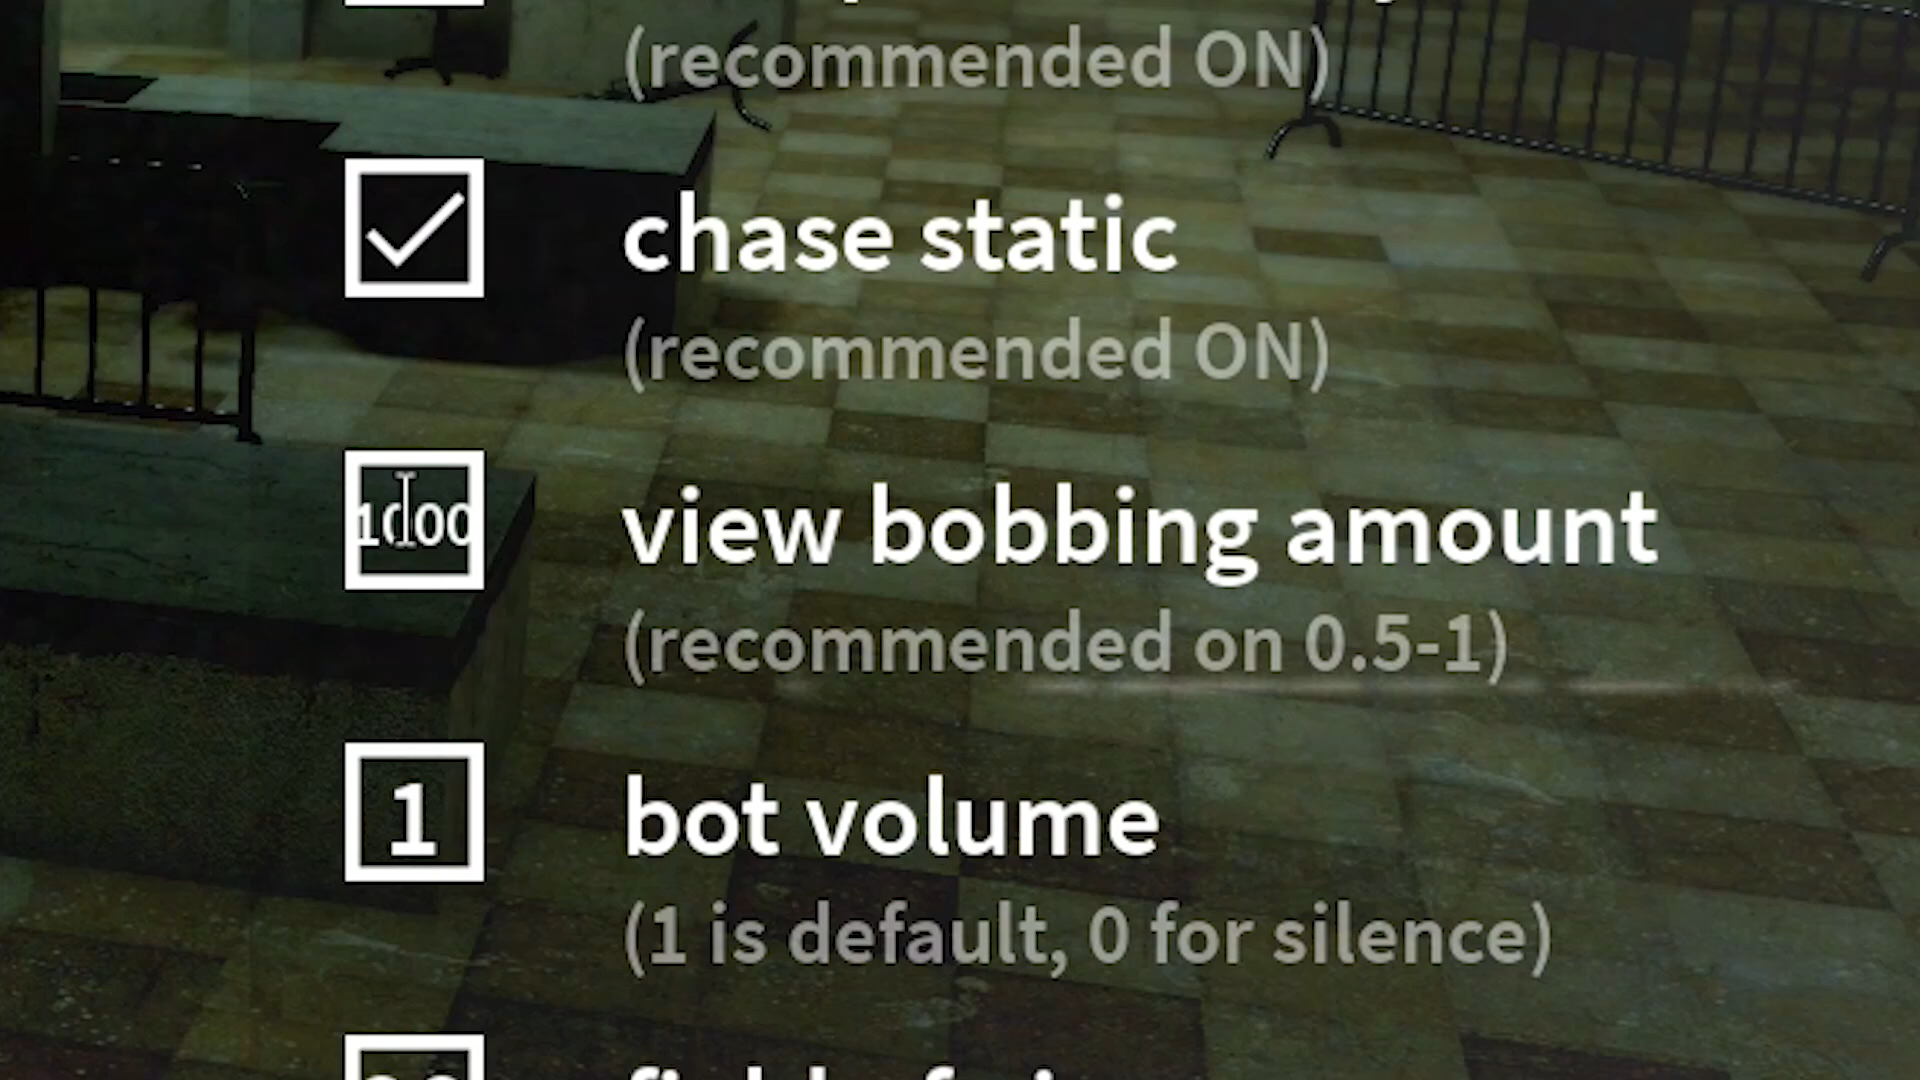 (recommended ON)
chase static
(recommended ON)
1000
view bobbing amount
(recommended on 0.5-1)
1
bot volume
(1 is default, 0 for silence)